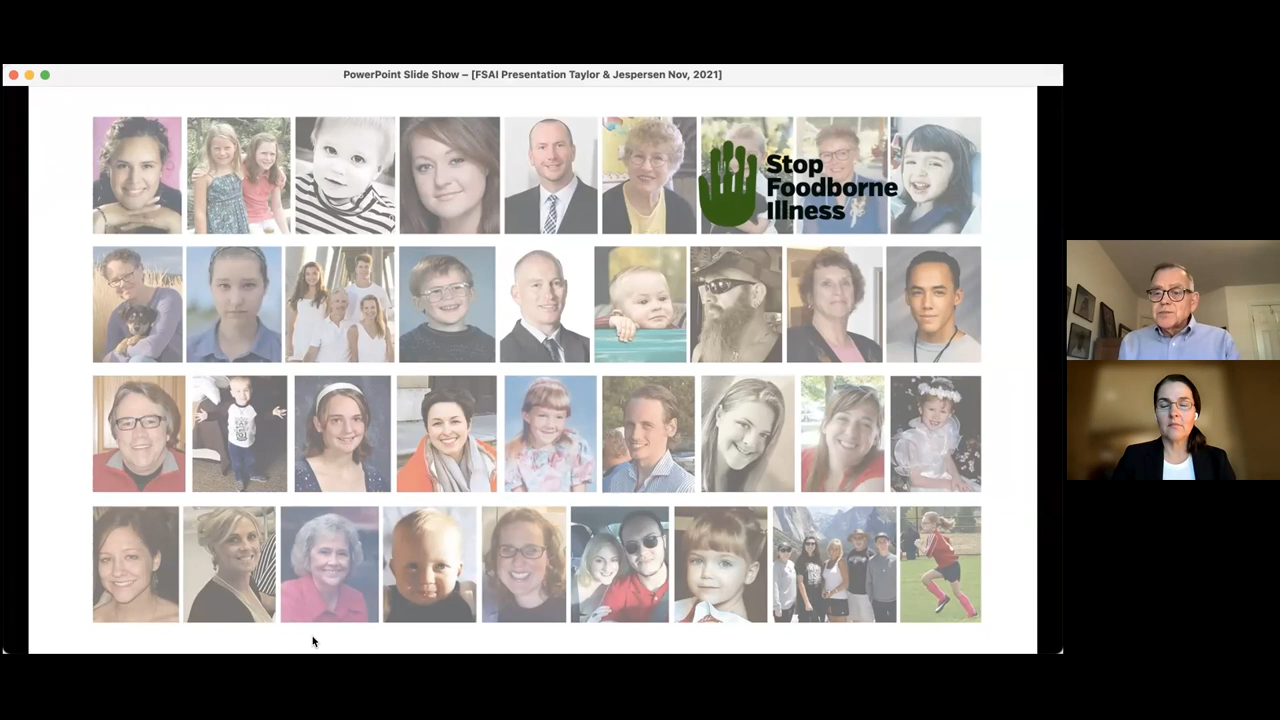 PowerPoint Slide Show – [FSAI Presentation Taylor & Jespersen Nov, 2021]
Stop
Foodborne
Illness